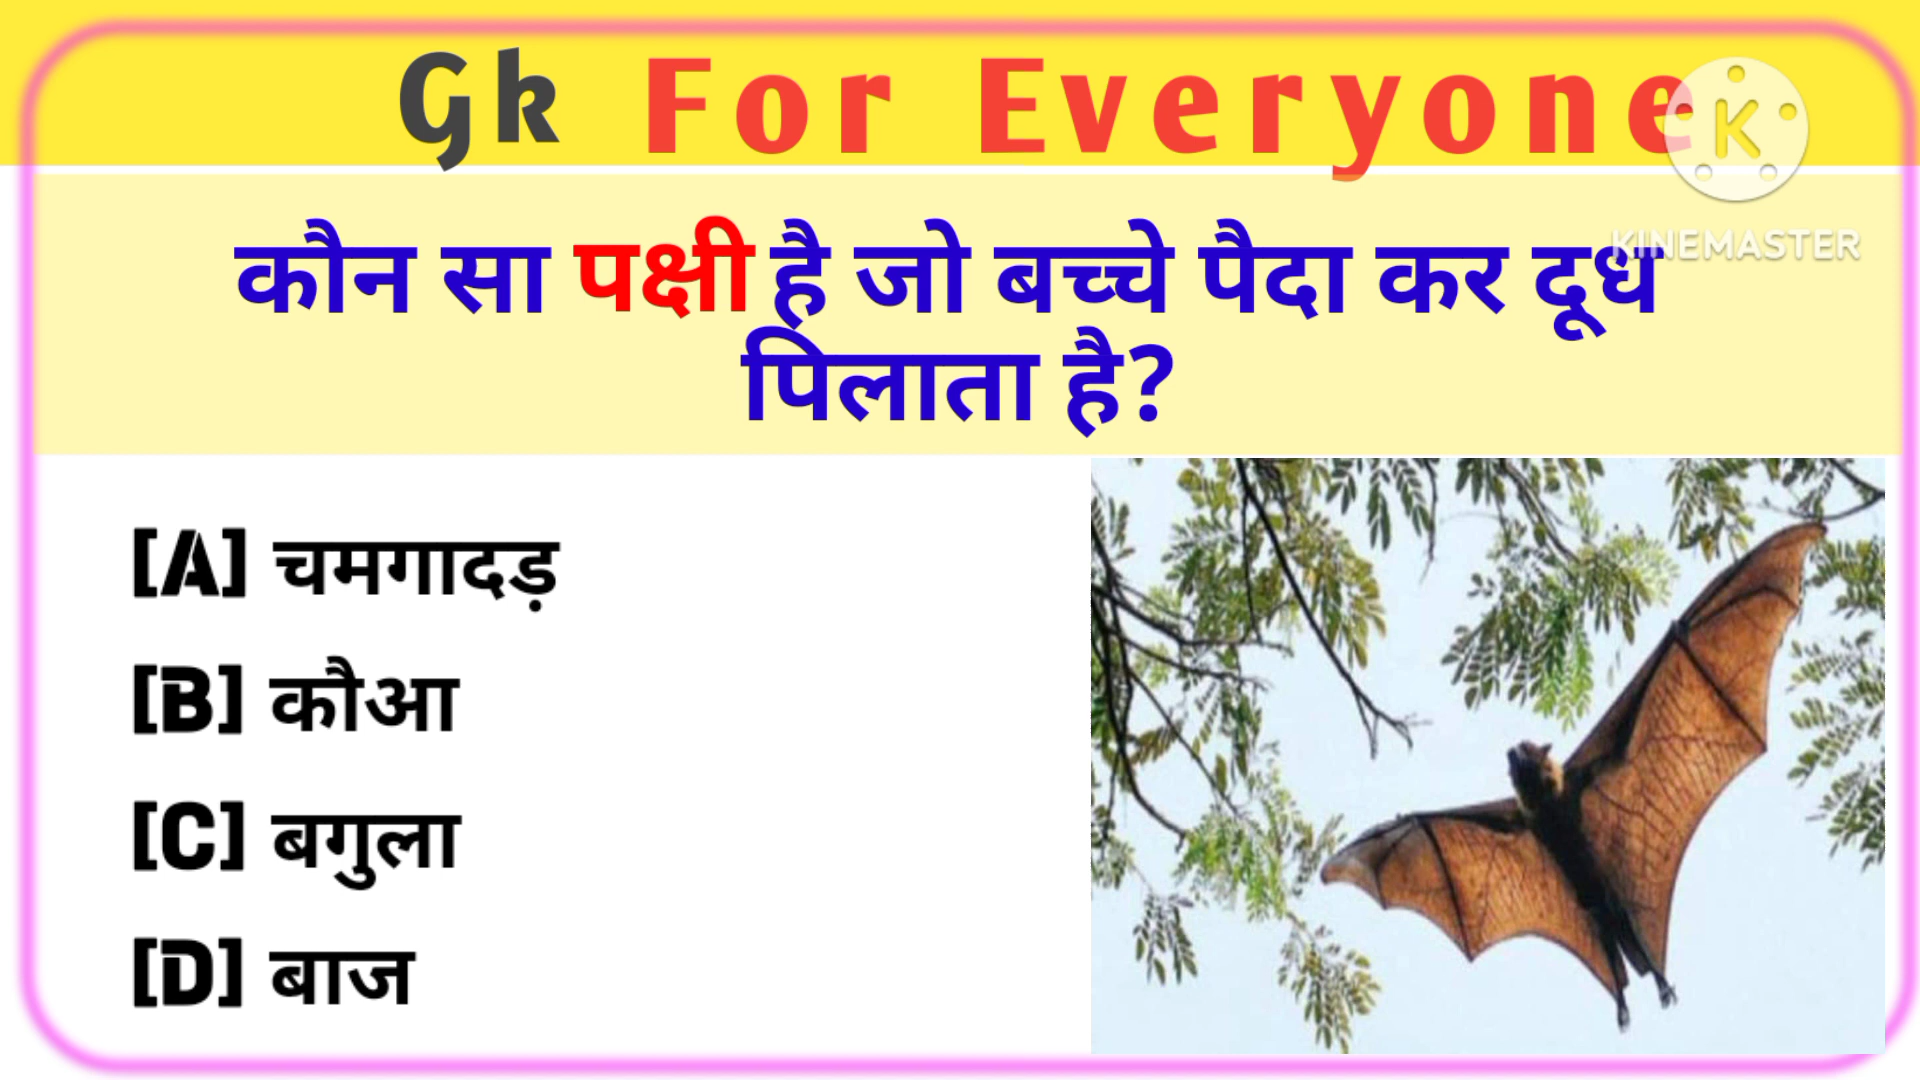 Gk For Everyone
KINEMASTER
कौन सा पक्षी है जो बच्चे पैदा कर दूध
पिलाता है?
[A] चमगादड़
[B] कौआ
[C] बगुला
[D] बाज